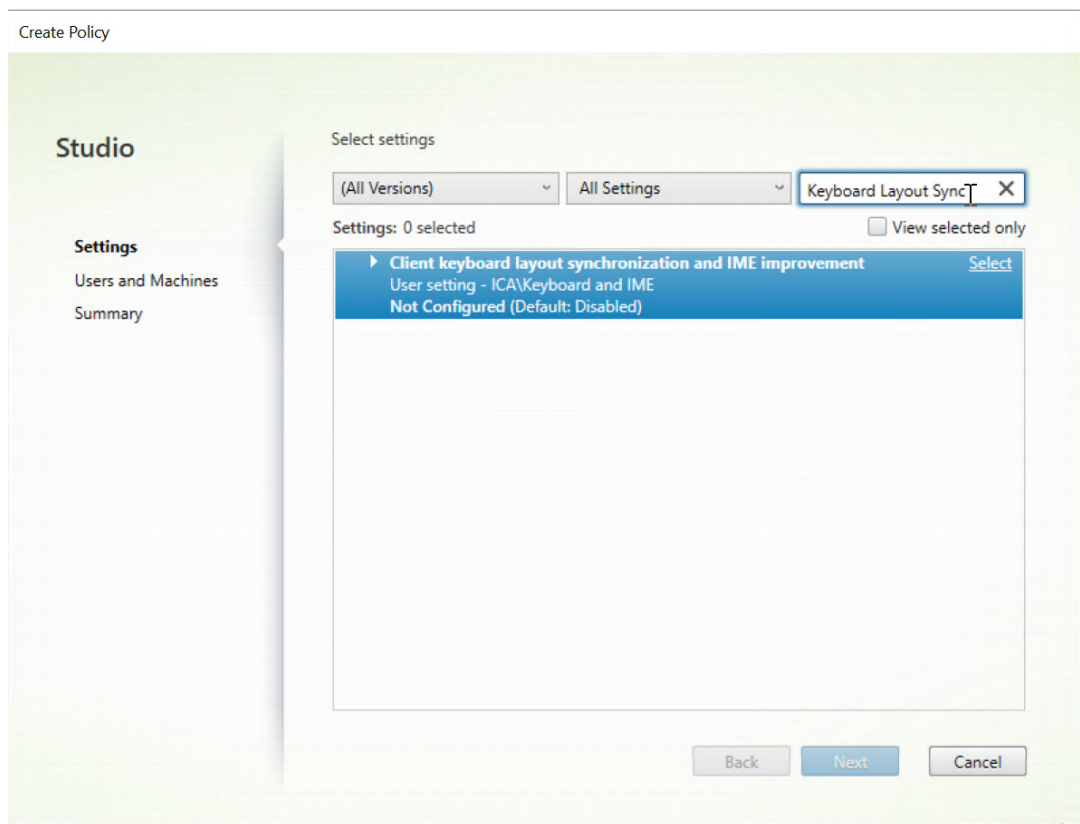 Create Policy
Studio
Settings
Users and Machines
Summary
Select settings
(All Versions)
All Settings
Keyboard Layout Sync
Settings: 0 selected
View selected only
Client keyboard layout synchronization and IME improvement
Select
User setting - ICA\Keyboard and IME
Not Configured (Default: Disabled)
Back
Next
Cancel